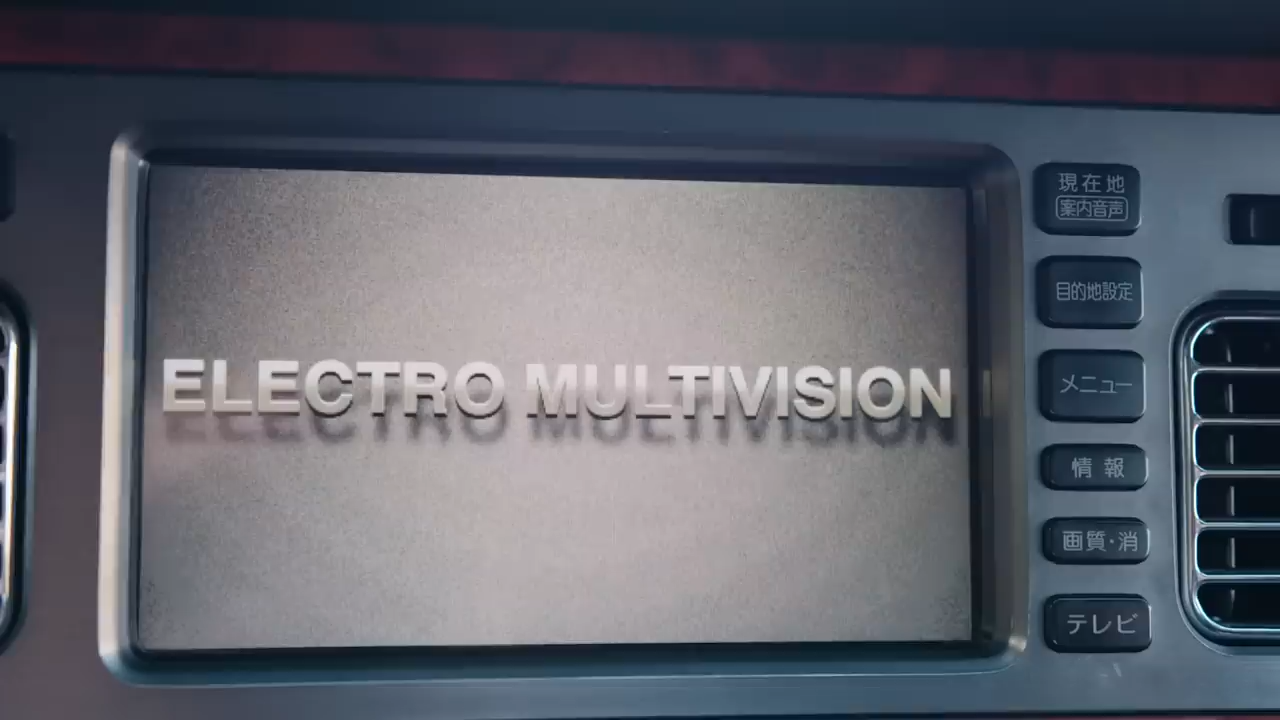 ELECTRO MULTIVISION
現在地
案内音声
目的地設定
メニュー
情報
画質・消
テレビ